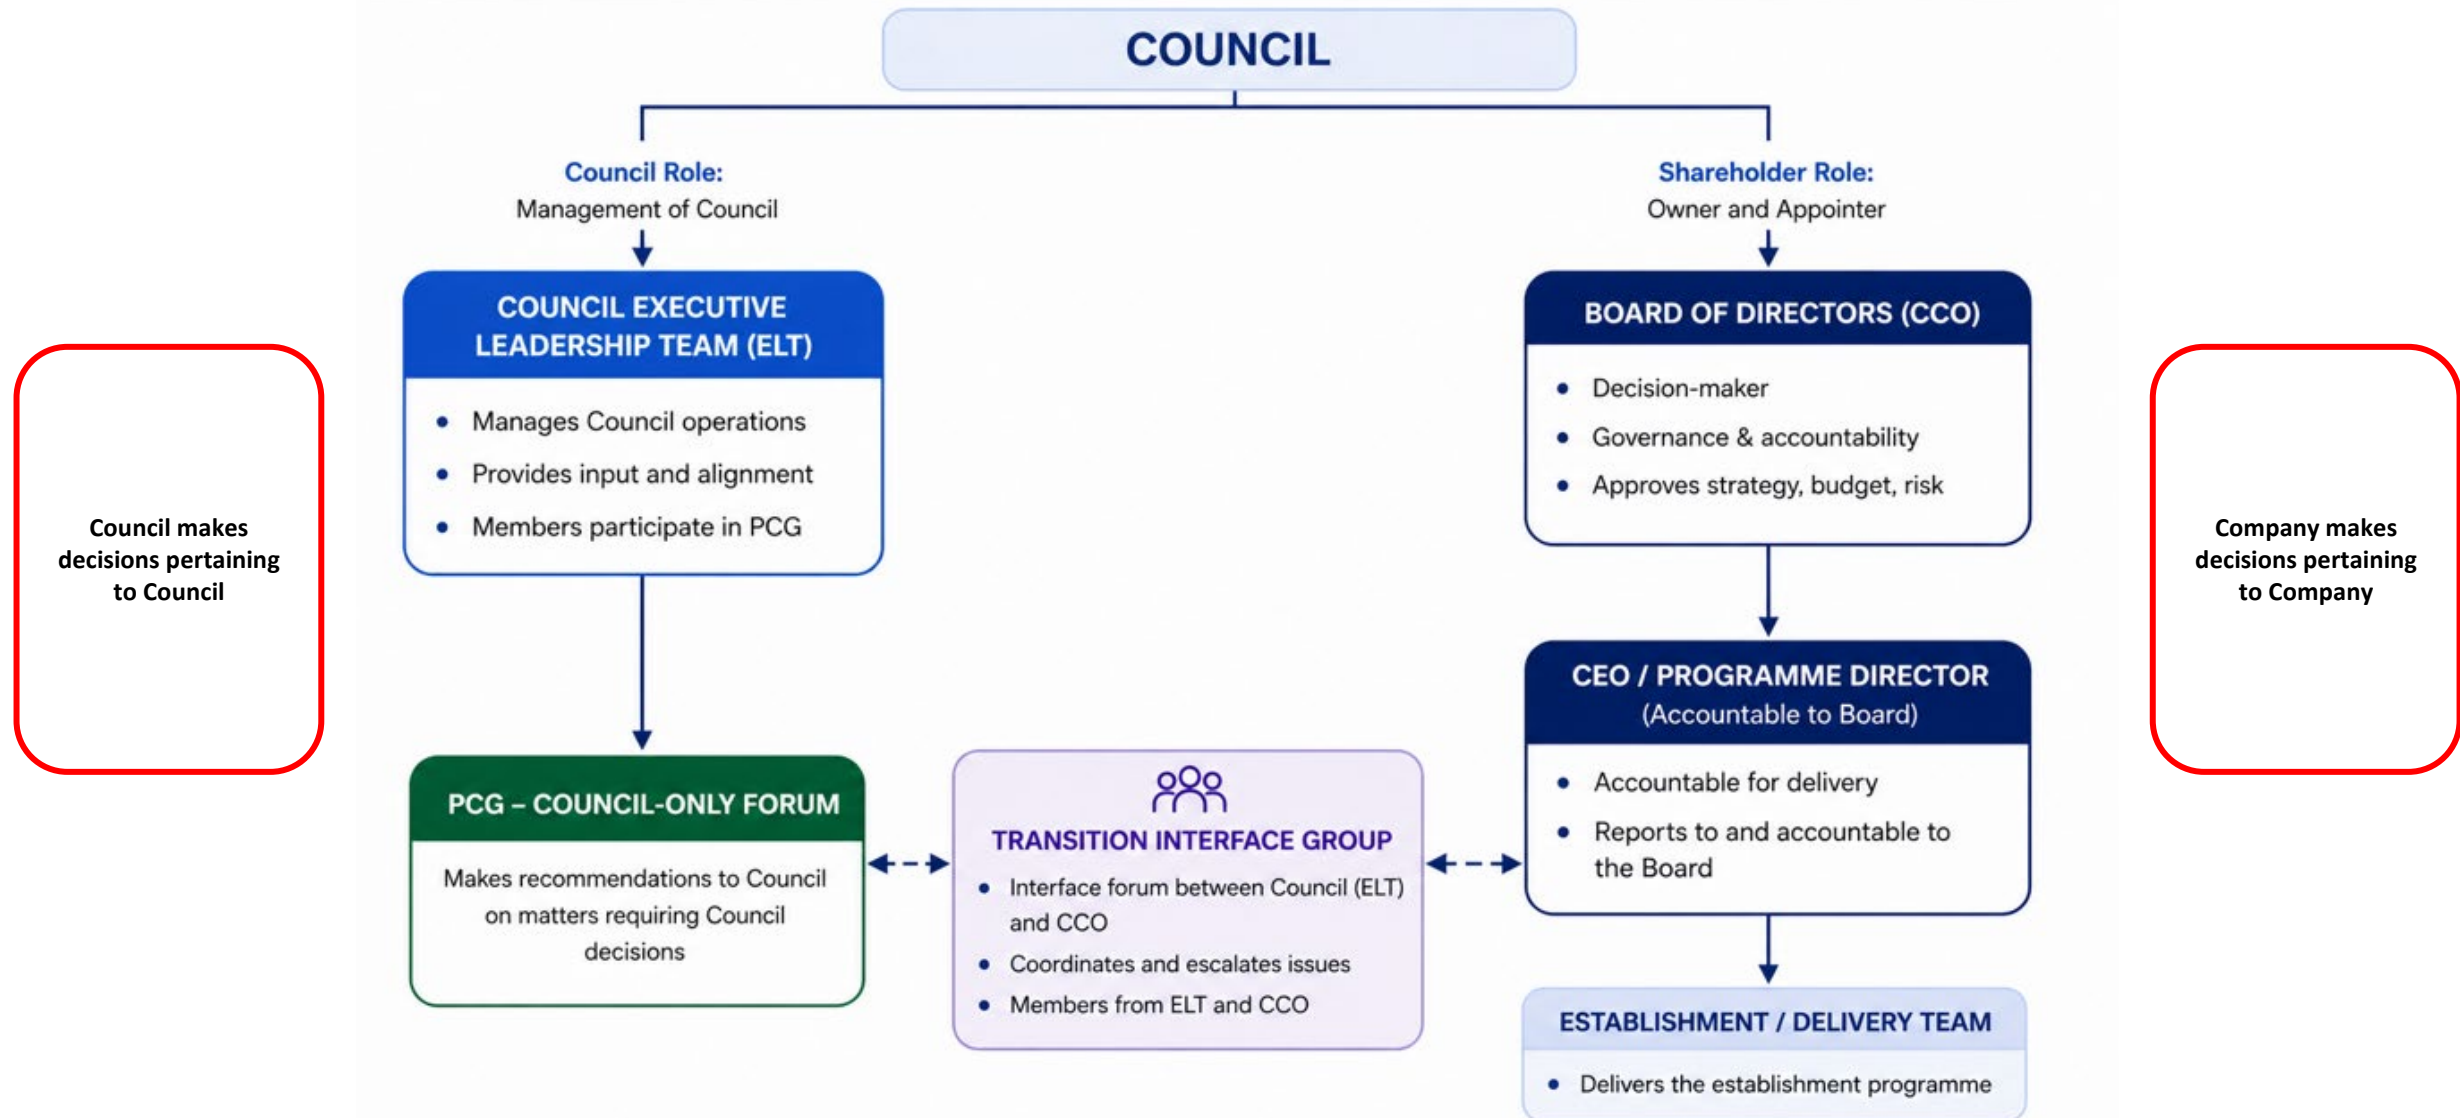 COUNCIL
Council Role:
Management of Council
Shareholder Role:
Owner and Appointer
COUNCIL EXECUTIVE
LEADERSHIP TEAM (ELT)
• Manages Council operations
• Provides input and alignment
• Members participate in PCG
BOARD OF DIRECTORS (CCO)
• Decision-maker
• Governance & accountability
• Approves strategy, budget, risk
Council makes
decisions pertaining
to Council
Company makes
decisions pertaining
to Company
PCG – COUNCIL-ONLY FORUM
Makes recommendations to Council
on matters requiring Council
decisions
TRANSITION INTERFACE GROUP
• Interface forum between Council (ELT)
and CCO
• Coordinates and escalates issues
• Members from ELT and CCO
CEO / PROGRAMME DIRECTOR
(Accountable to Board)
• Accountable for delivery
• Reports to and accountable to
the Board
ESTABLISHMENT / DELIVERY TEAM
• Delivers the establishment programme